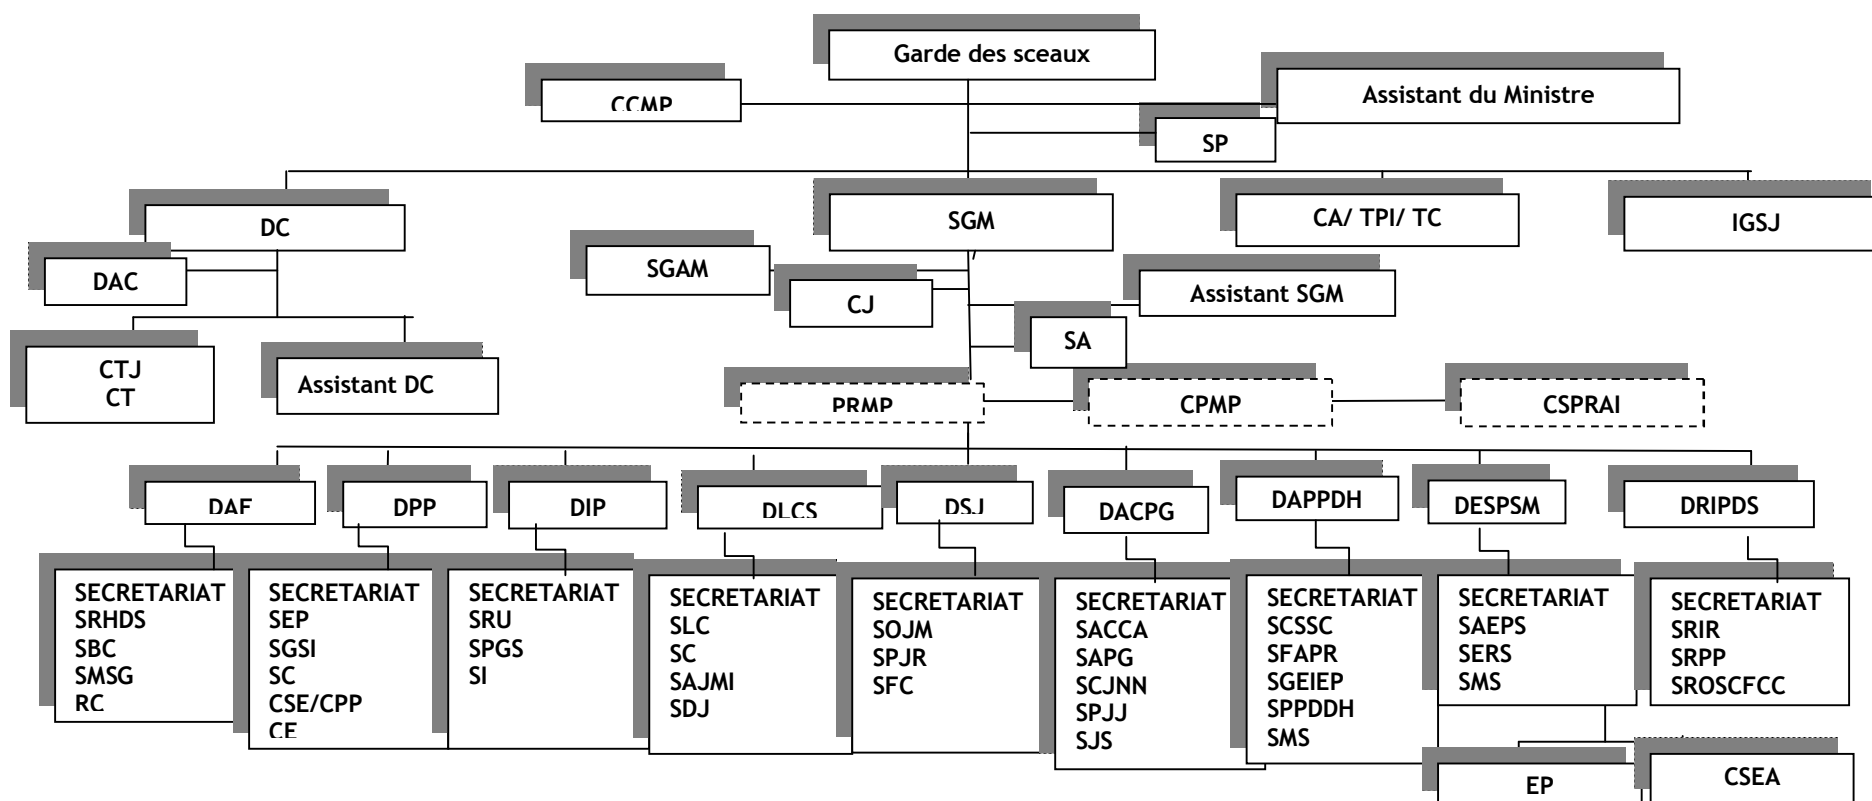 Garde des sceaux
CCMP
Assistant du Ministre
SP
DC
SGM
CA/ TPI/ TC
IGSJ
DAC
SGAM
CJ
Assistant SGM
SA
CTJ
CT
Assistant DC
PRMP
CPMP
CSPRAI
DAF
DPP
DIP
DLCS
DSJ
DACPG
DAPPDH
DESPSM
DRIPDS
SECRETARIAT
SRHDS
SBC
SMSG
RC
SECRETARIAT
SEP
SGSI
SC
CSE/CPP
CE
SECRETARIAT
SRU
SPGS
SI
SECRETARIAT
SLC
SC
SAJMI
SDJ
SECRETARIAT
SOJM
SPJR
SFC
SECRETARIAT
SACCA
SAPG
SCJNN
SPJJ
SJS
SECRETARIAT
SCSSC
SFAPR
SGEIEP
SPPDDH
SMS
SECRETARIAT
SAEPS
SERS
SMS
SECRETARIAT
SRIR
SRPP
SROSCFCC
EP
CSEA